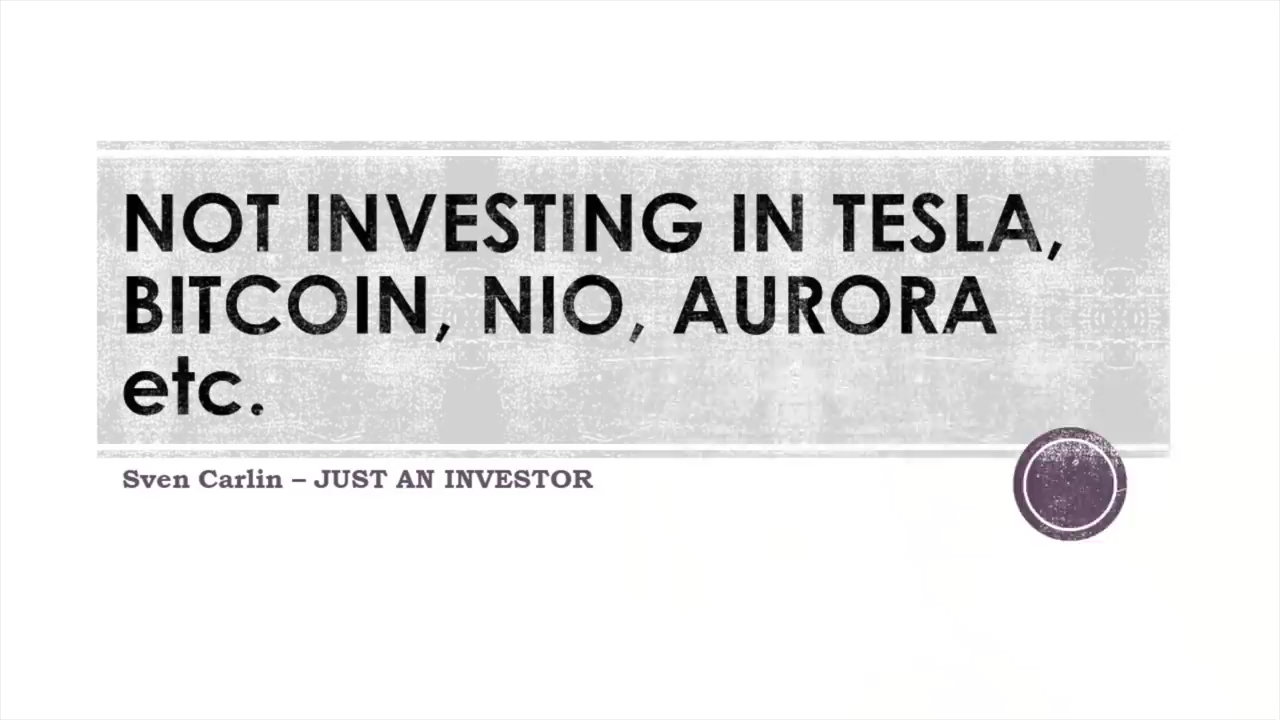 NOT INVESTING IN TESLA,
BITCOIN, NIO, AURORA
etc.
Sven Carlin – JUST AN INVESTOR